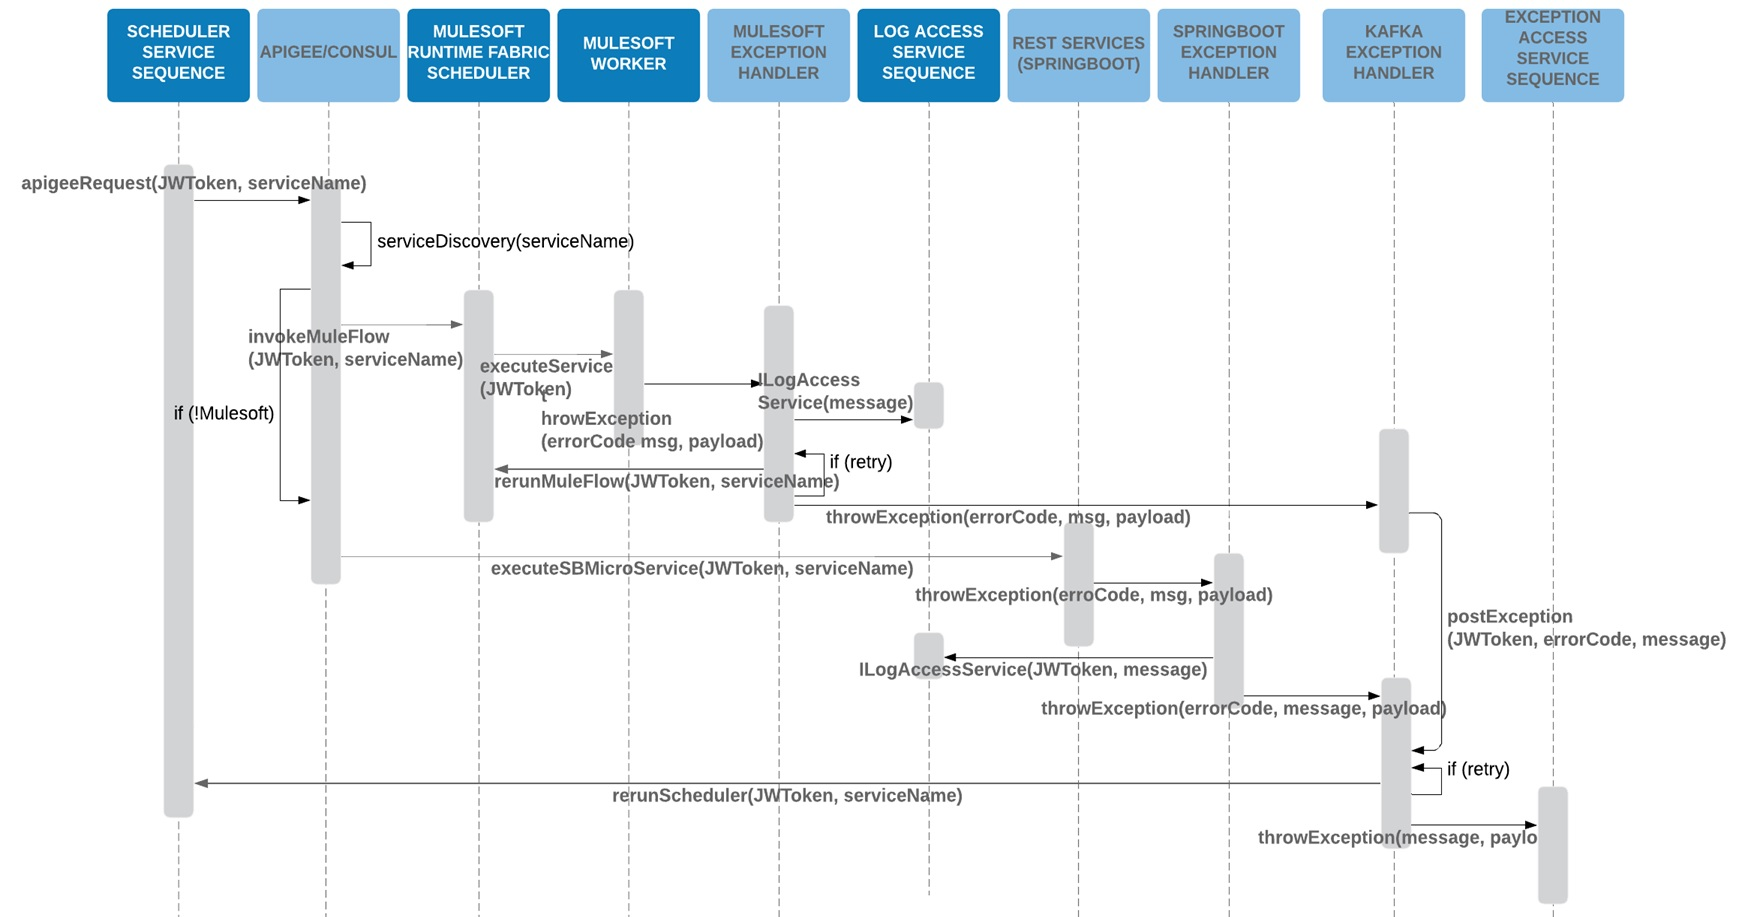 SCHEDULER
SERVICE
SEQUENCE
APIGEE/CONSUL
MULESOFT
RUNTIME FABRIC
SCHEDULER
MULESOFT
WORKER
MULESOFT
EXCEPTION
HANDLER
LOG ACCESS
SERVICE
SEQUENCE
REST SERVICES
(SPRINGBOOT)
SPRINGBOOT
EXCEPTION
HANDLER
KAFKA
EXCEPTION
HANDLER
EXCEPTION
ACCESS
SERVICE
SEQUENCE
apigeeRequest(JWToken, serviceName)
serviceDiscovery(serviceName)
invokeMuleFlow
(JWToken, serviceName)
executeService
(JWToken)
ILogAccess
Service(message)
if (!Mulesoft)
t
hrowException
(errorCode msg, payload)
if (retry)
rerunMuleFlow(JWToken, serviceName)
throwException(errorCode, msg, payload)
executeSBMicroService(JWToken, serviceName)
throwException(erroCode, msg, payload)
postException
(JWToken, errorCode, message)
ILogAccessService(JWToken, message)
throwException(errorCode, message, payload)
if (retry)
rerunScheduler(JWToken, serviceName)
throwException(message, paylo